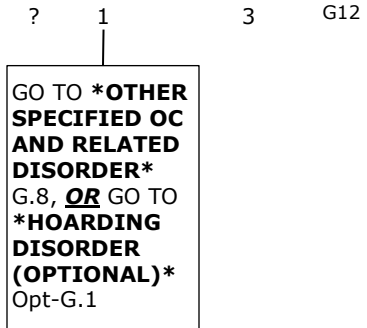 ? 1 3 G12
GO TO *OTHER
SPECIFIED OC
AND RELATED
DISORDER*
G.8, OR GO TO
*HOARDING
DISORDER
(OPTIONAL)*
Opt-G.1